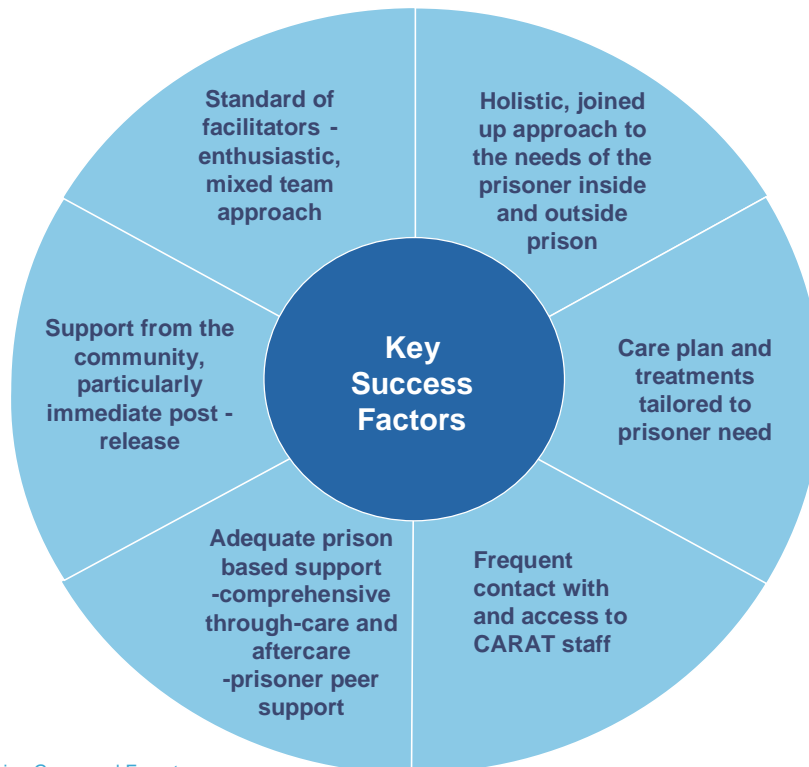 Standard of
facilitators -
enthusiastic,
mixed team
approach
Holistic, joined
up approach to
the needs of the
prisoner inside
and outside
prison
Support from the
community,
particularly
immediate post -
release
Key
Success
Factors
Care plan and
treatments
tailored to
prisoner need
Adequate prison
based support
-comprehensive
through-care and
aftercare
-prisoner peer
support
Frequent
contact with
and access to
CARAT staff